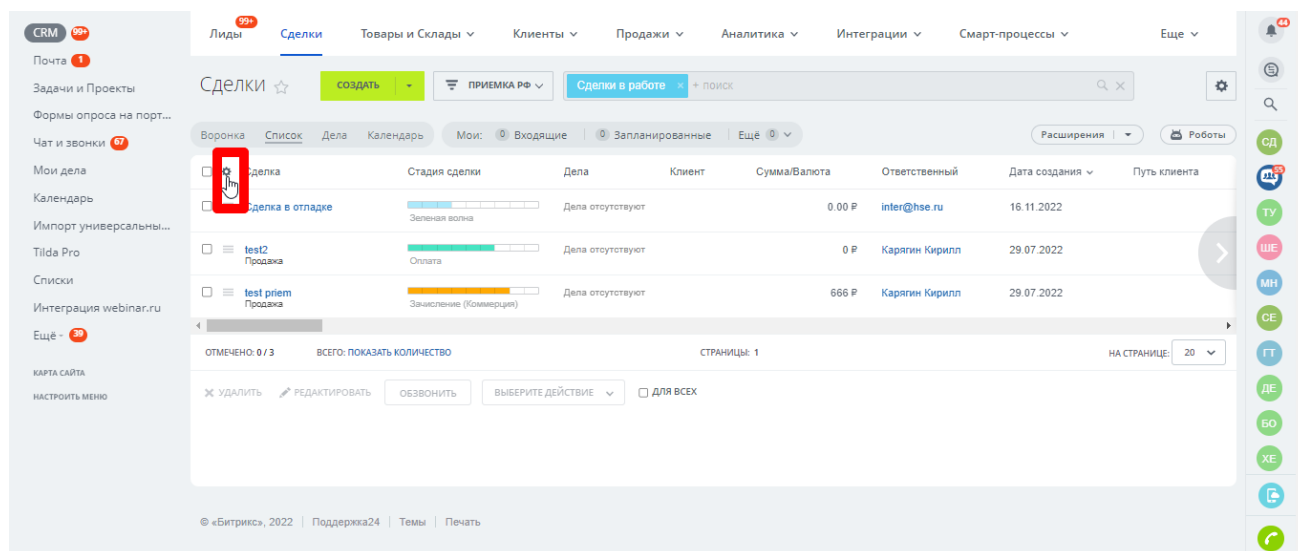 CRM 99+
Почта 1
Задачи и Проекты
Формы опроса на порт...
Чат и звонки 67
Мои дела
Календарь
Импорт универсальны...
Tilda Pro
Списки
Интеграция webinar.ru
Ещё - 39
КАРТА САЙТА
НАСТРОИТЬ МЕНЮ
Лиды 99+ Сделки Товары и Склады Клиенты Продажи Аналитика Интеграции Смарт-процессы Еще
Сделки СОЗДАТЬ ПРИЕМКА РФ Сделки в работе × + поиск
Воронка Список Дела Календарь Мои: 0 Входящие 0 Запланированные Ещё 0 Расширения Роботы
Сделка Стадия сделки Дела Клиент Сумма/Валюта Ответственный Дата создания Путь клиента
Сделка в отладке Зеленая волна Дела отсутствуют 0.00 ₽ inter@hse.ru 16.11.2022
test2 Дела отсутствуют 0 ₽ Карягин Кирилл 29.07.2022
Продажа Оплата
test priem Дела отсутствуют 666 ₽ Карягин Кирилл 29.07.2022
Продажа Зачисление (Коммерция)
ОТМЕЧЕНО: 0 / 3 ВСЕГО: ПОКАЗАТЬ КОЛИЧЕСТВО СТРАНИЦЫ: 1 НА СТРАНИЦЕ: 20
УДАЛИТЬ РЕДАКТИРОВАТЬ ОБЗВОНИТЬ ВЫБЕРИТЕ ДЕЙСТВИЕ ДЛЯ ВСЕХ
© «Битрикс», 2022 Поддержка24 Темы Печать
44
СД
55
ТУ
ШЕ
МН
СЕ
ГТ
ДЕ
БО
ХЕ